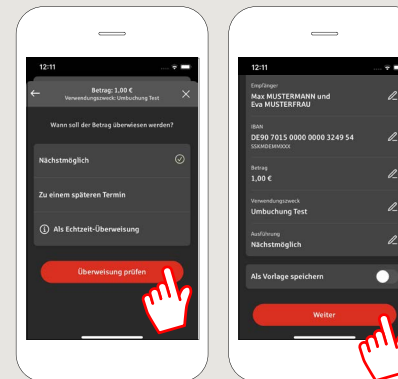 12:11
Betrag: 1,00 €
Verwendungszweck: Umbuchung Test
Wann soll der Betrag überwiesen werden?
Nächstmöglich
Zu einem späteren Termin
Als Echtzeit-Überweisung
Überweisung prüfen
12:11
Empfänger
Max MUSTERMANN und
Eva MUSTERFRAU
IBAN
DE90 7015 0000 0000 3249 54
SSKMDEMMXXX
Betrag
1,00 €
Verwendungszweck
Umbuchung Test
Ausführung
Nächstmöglich
Als Vorlage speichern
Weiter